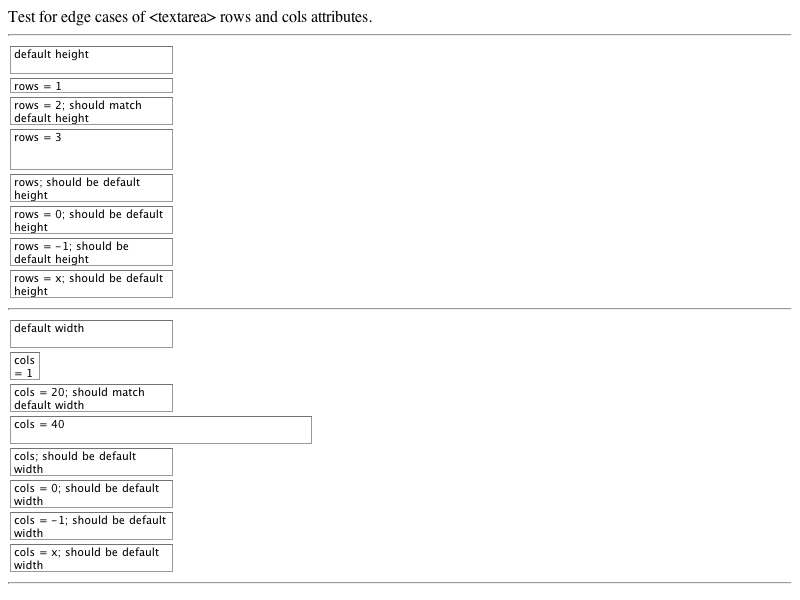 Test for edge cases of <textarea> rows and cols attributes.
default height
rows = 1
rows = 2; should match
default height
rows = 3
rows; should be default
height
rows = 0; should be default
height
rows = −1; should be
default height
rows = x; should be default
height
default width
cols
= 1
cols = 20; should match
default width
cols = 40
cols; should be default
width
cols = 0; should be default
width
cols = −1; should be default
width
cols = x; should be default
width